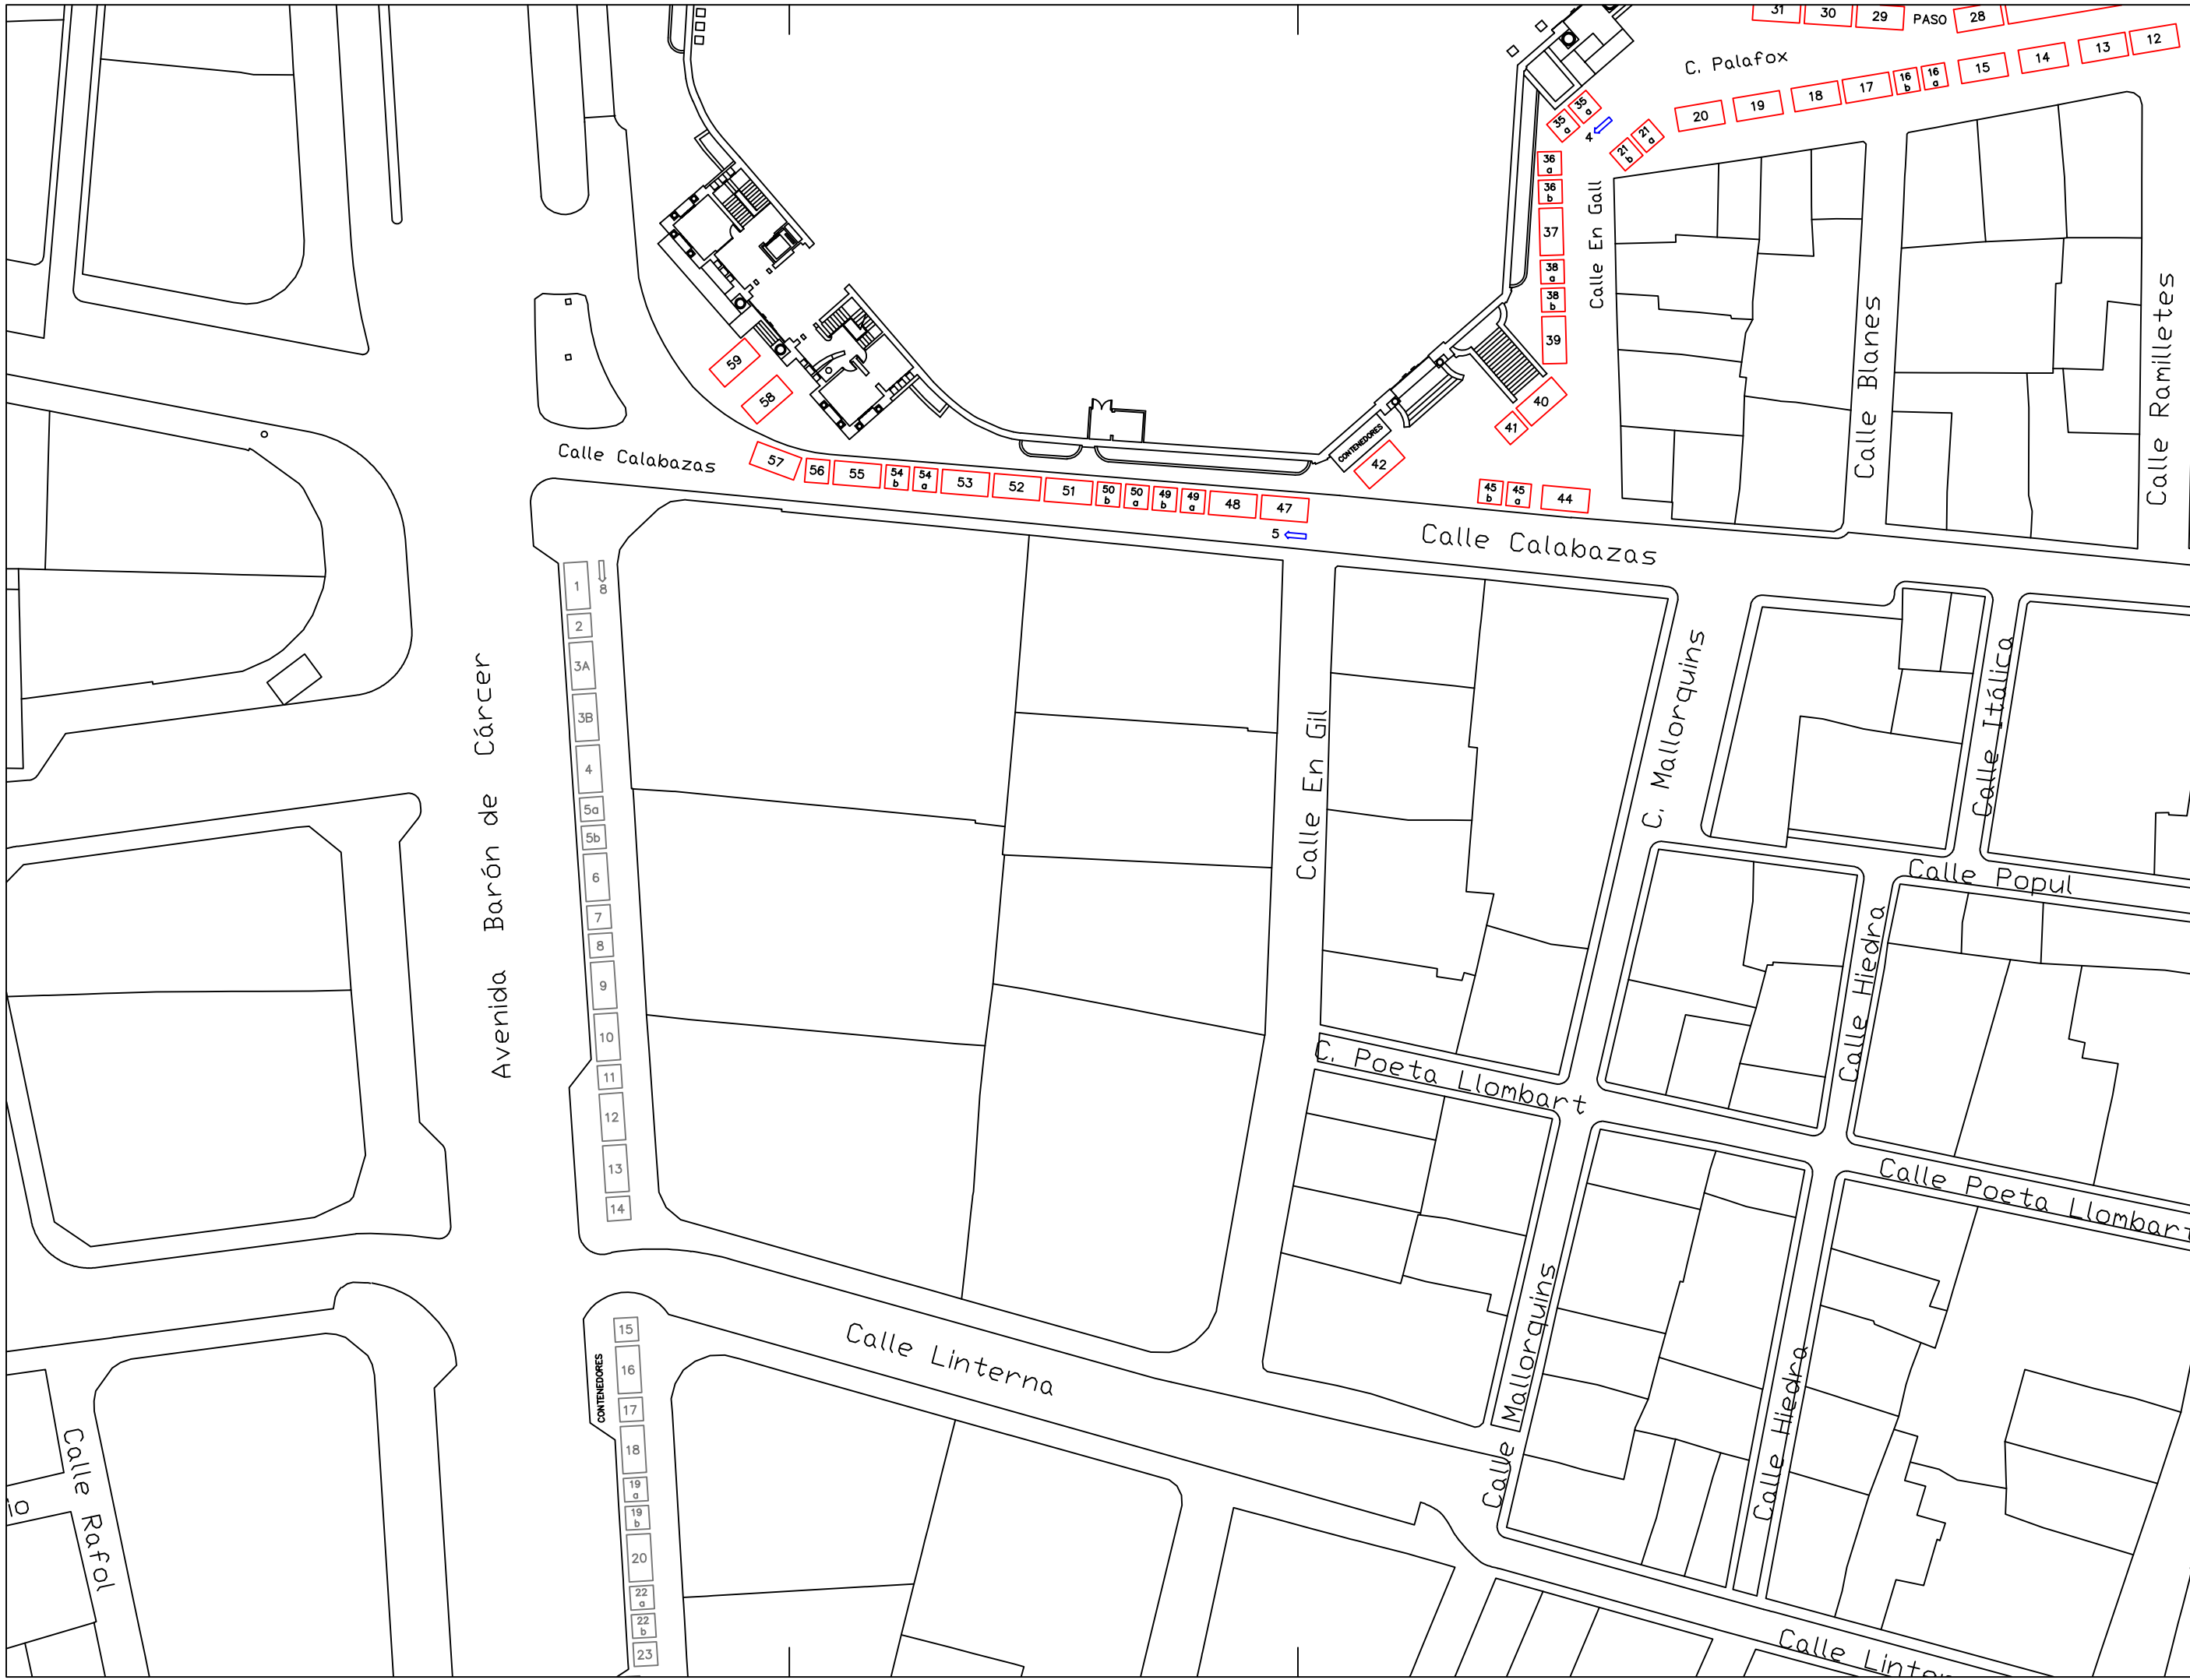 31
30
29
PASO
28
C. Palafox
12
13
14
15
16 a
16 b
17
18
19
20
21 a
21 b
35 a
35 a
4
36 a
36 b
37
38 a
38 b
39
40
41
42
CONTENEDORES
Calle En Gall
Calle Blanes
Calle Ramilletes
59
58
57
56
55
54 b
54 a
53
52
51
50 b
50 a
49 b
49 a
48
47
5
45 b
45 a
44
Calle Calabazas
Calle Calabazas
1
8
2
3A
3B
4
5a
5b
6
7
8
9
10
11
12
13
14
Avenida Barón de Cárcer
Calle En Gil
C. Mallorquins
Calle Itálica
Calle Popul
Calle Hiedra
C. Poeta Llombart
Calle Poeta Llombart
Calle Mallorquins
Calle Hiedra
Calle Linterna
15
CONTENEDORES
16
17
18
19 a
19 b
20
22 a
22 b
23
Calle Rafol
io
Calle Linter